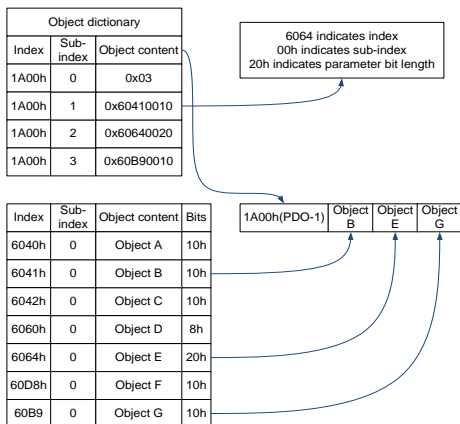 Object dictionary
Index Sub-index Object content
1A00h 0 0x03
1A00h 1 0x60410010
1A00h 2 0x60640020
1A00h 3 0x60B90010
6064 indicates index
00h indicates sub-index
20h indicates parameter bit length
1A00h(PDO-1) Object B Object E Object G
Index Sub-index Object content Bits
6040h 0 Object A 10h
6041h 0 Object B 10h
6042h 0 Object C 10h
6060h 0 Object D 8h
6064h 0 Object E 20h
60D8h 0 Object F 10h
60B9 0 Object G 10h